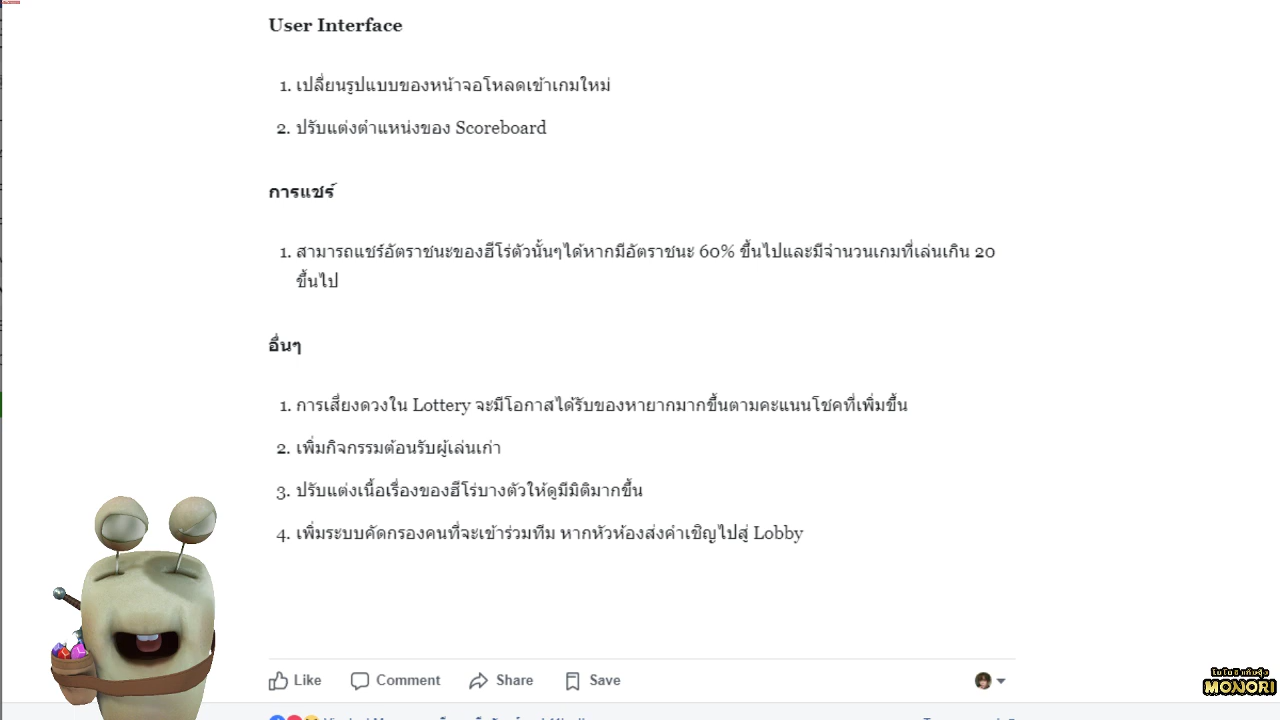 User Interface
1. เปลี่ยนรูปแบบของหน้าจอโหลดเข้าเกมใหม่
2. ปรับแต่งตำแหน่งของ Scoreboard
การแชร์
1. สามารถแชร์อัตราชนะของฮีโร่ตัวนั้นๆได้หากมีอัตราชนะ 60% ขึ้นไปและมีจำนวนเกมที่เล่นเกิน 20
ขึ้นไป
อื่นๆ
1. การเสี่ยงดวงใน Lottery จะมีโอกาสได้รับของหายากมากขึ้นตามคะแนนโชคที่เพิ่มขึ้น
2. เพิ่มกิจกรรมต้อนรับผู้เล่นเก่า
3. ปรับแต่งเนื้อเรื่องของฮีโร่บางตัวให้ดูมีมิติมากขึ้น
4. เพิ่มระบบคัดกรองคนที่จะเข้าร่วมทีม หากหัวห้องส่งคำเชิญไปสู่ Lobby
Like Comment Share Save
MONORI